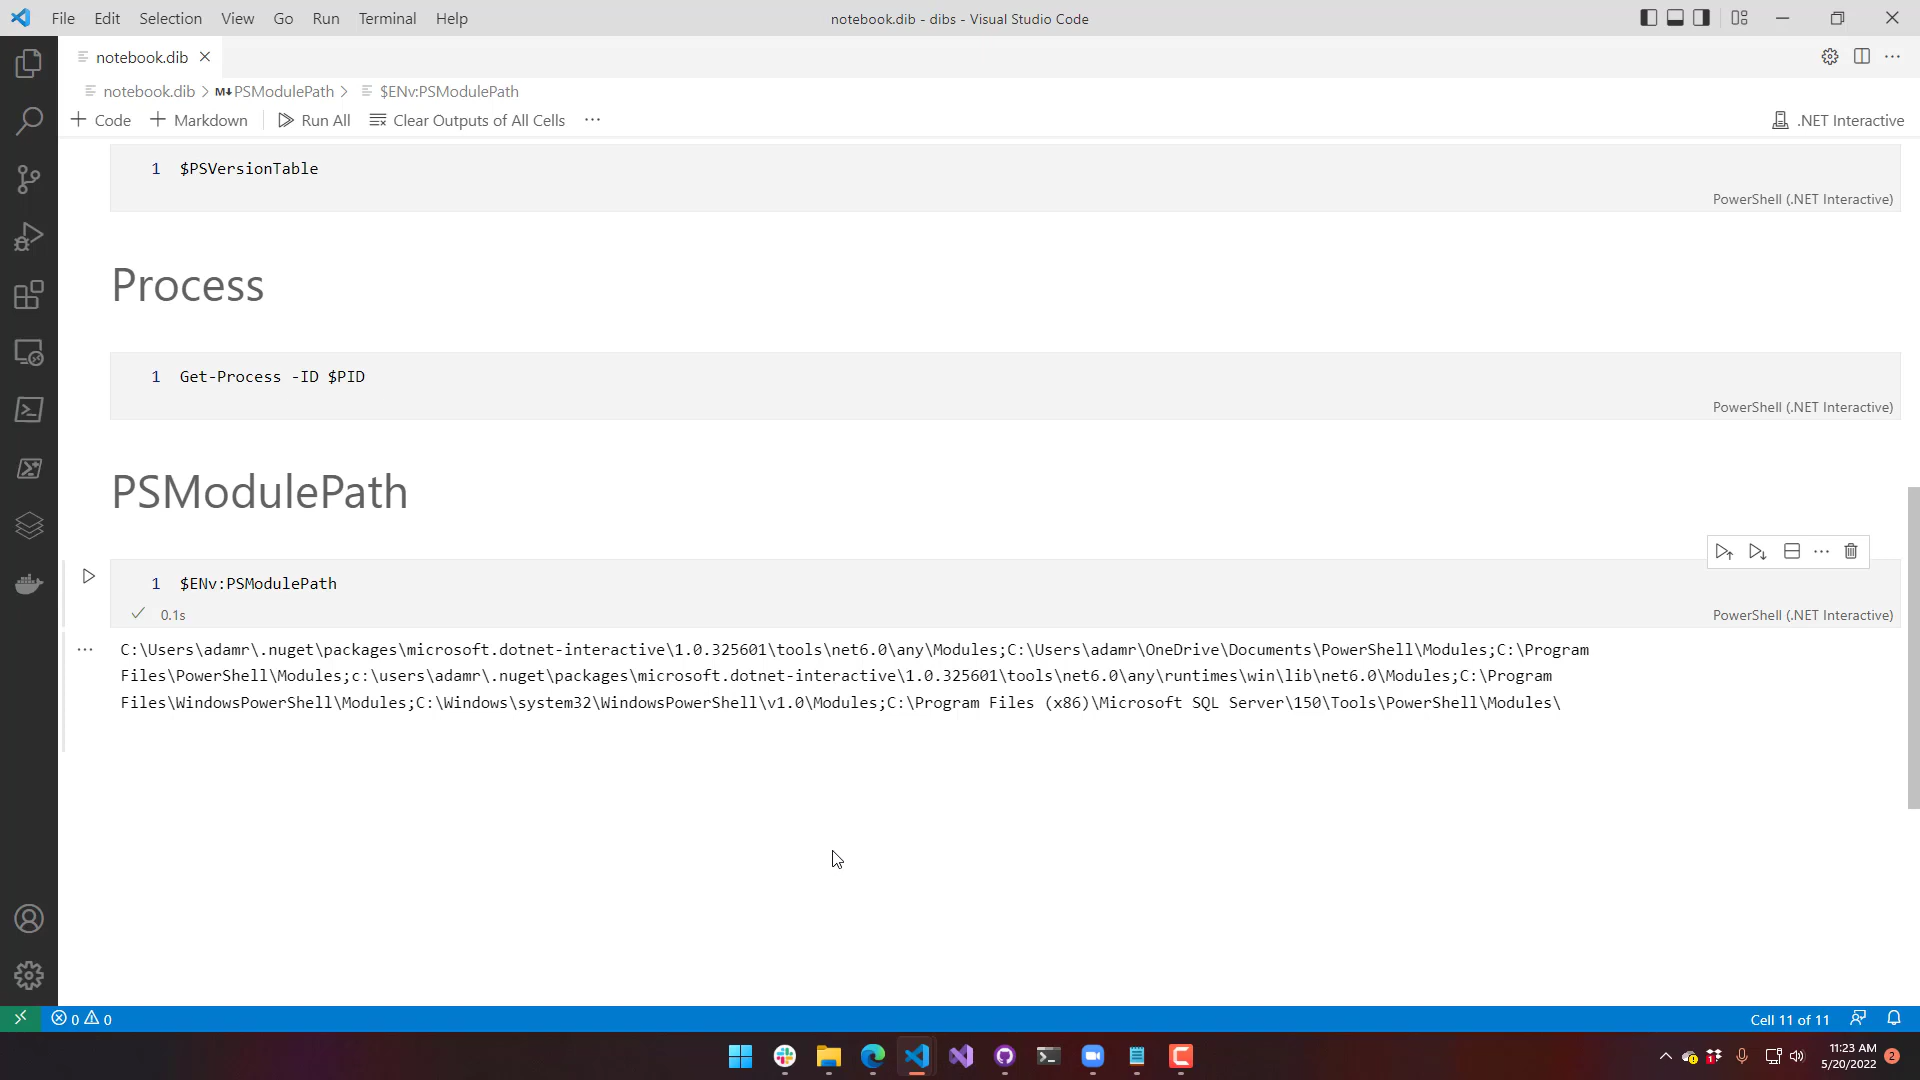 File Edit Selection View Go Run Terminal Help
notebook.dib - dibs - Visual Studio Code
notebook.dib
notebook.dib > M↓PSModulePath > $ENv:PSModulePath
+ Code + Markdown Run All Clear Outputs of All Cells ...
.NET Interactive
1 $PSVersionTable
PowerShell (.NET Interactive)
Process
1 Get-Process -ID $PID
PowerShell (.NET Interactive)
PSModulePath
1 $ENv:PSModulePath
0.1s
PowerShell (.NET Interactive)
C:\Users\adamr\.nuget\packages\microsoft.dotnet-interactive\1.0.325601\tools\net6.0\any\Modules;C:\Users\adamr\OneDrive\Documents\PowerShell\Modules;C:\Program
Files\PowerShell\Modules;c:\users\adamr\.nuget\packages\microsoft.dotnet-interactive\1.0.325601\tools\net6.0\any\runtimes\win\lib\net6.0\Modules;C:\Program
Files\WindowsPowerShell\Modules;C:\Windows\system32\WindowsPowerShell\v1.0\Modules;C:\Program Files (x86)\Microsoft SQL Server\150\Tools\PowerShell\Modules\
0 0
Cell 11 of 11
11:23 AM
5/20/2022
2